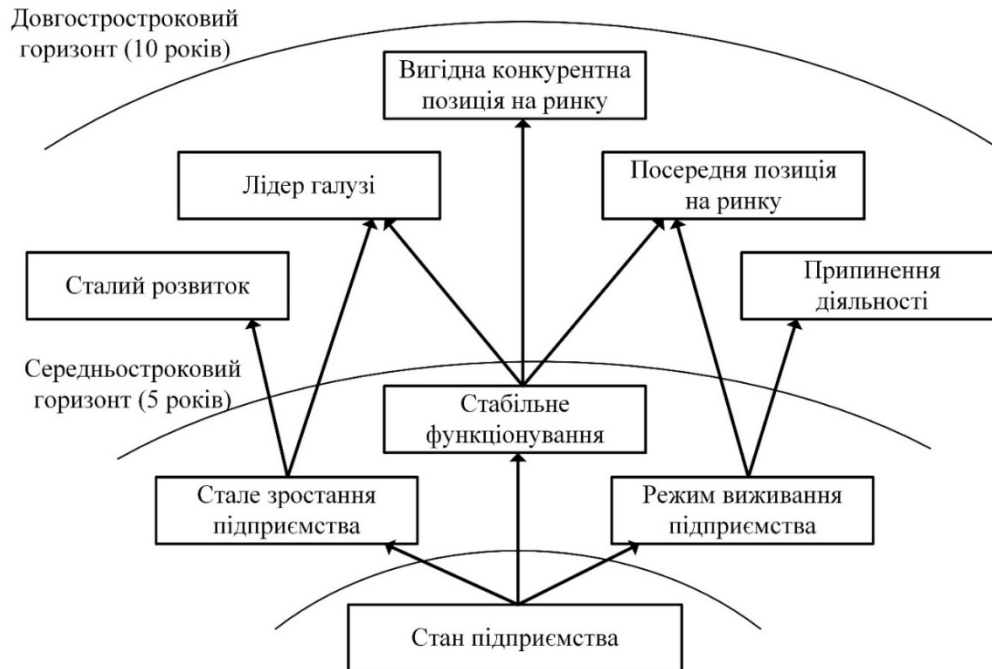 Довгостростроковий
горизонт (10 років)
Вигідна конкурентна
позиція на ринку
Лідер галузі
Посередня позиція
на ринку
Сталий розвиток
Припинення
діяльності
Середньостроковий
горизонт (5 років)
Стабільне
функціонування
Стале зростання
підприємства
Режим виживання
підприємства
Стан підприємства